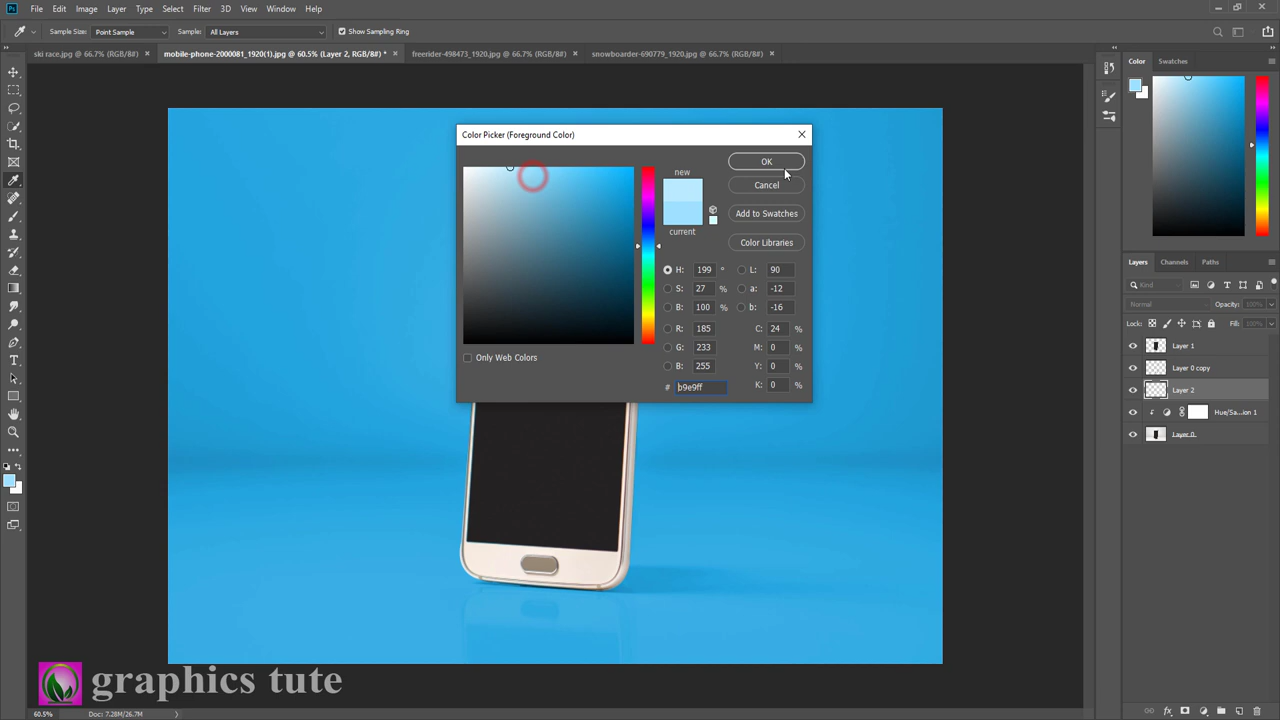 Ps File Edit Image Layer Type Select Filter 3D View Window Help
Sample Size: Point Sample Sample: All Layers Show Sampling Ring
ski race.jpg @ 66.7% (RGB/8#) × mobile-phone-2000081_1920(1).jpg @ 60.5% (Layer 2, RGB/8#) * × freerider-498473_1920.jpg @ 66.7% (RGB/8#) × snowboarder-690779_1920.jpg @ 66.7% (RGB/8#) ×
Color Swatches
Color Picker (Foreground Color)
new
OK
Cancel
current
Add to Swatches
Color Libraries
H: 199 ° L: 90
S: 27 % a: -12
B: 100 % b: -16
R: 185 C: 24 %
G: 233 M: 0 %
B: 255 Y: 0 %
# b9e9ff K: 0 %
Only Web Colors
Layers Channels Paths
Kind
Normal Opacity: 100%
Lock: Fill: 100%
Layer 1
Layer 0 copy
Layer 2
Hue/Sa...ion 1
Layer 0
graphics tute
60.5% Doc: 7.28M/26.7M